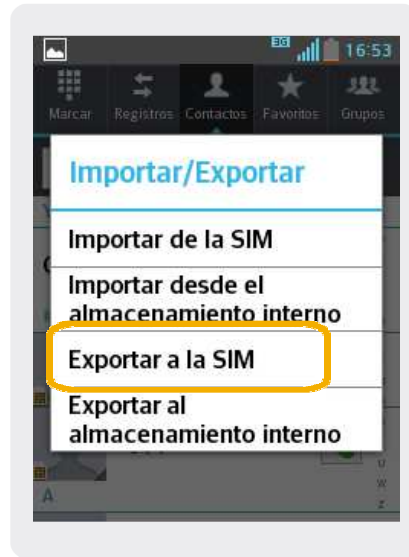 3G 16:53
Marcar Registros Contactos Favoritos Grupos
Importar/Exportar
Importar de la SIM
Importar desde el
almacenamiento interno
Exportar a la SIM
Exportar al
almacenamiento interno
U
W
A
Z